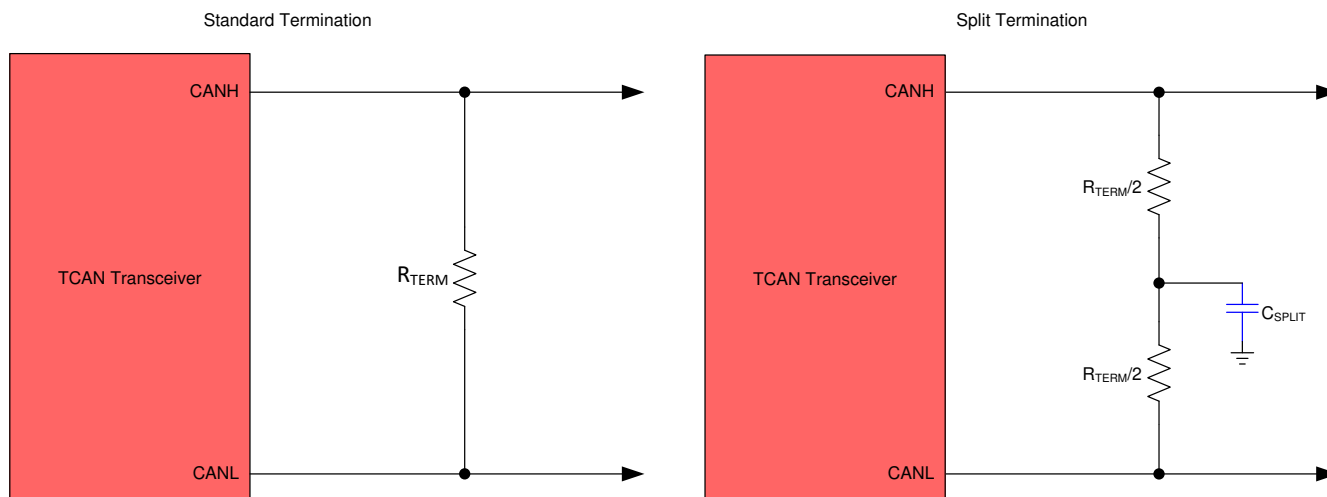 Standard Termination
CANH
TCAN Transceiver
RTERM
CANL
Split Termination
CANH
RTERM/2
TCAN Transceiver
CSPLIT
RTERM/2
CANL